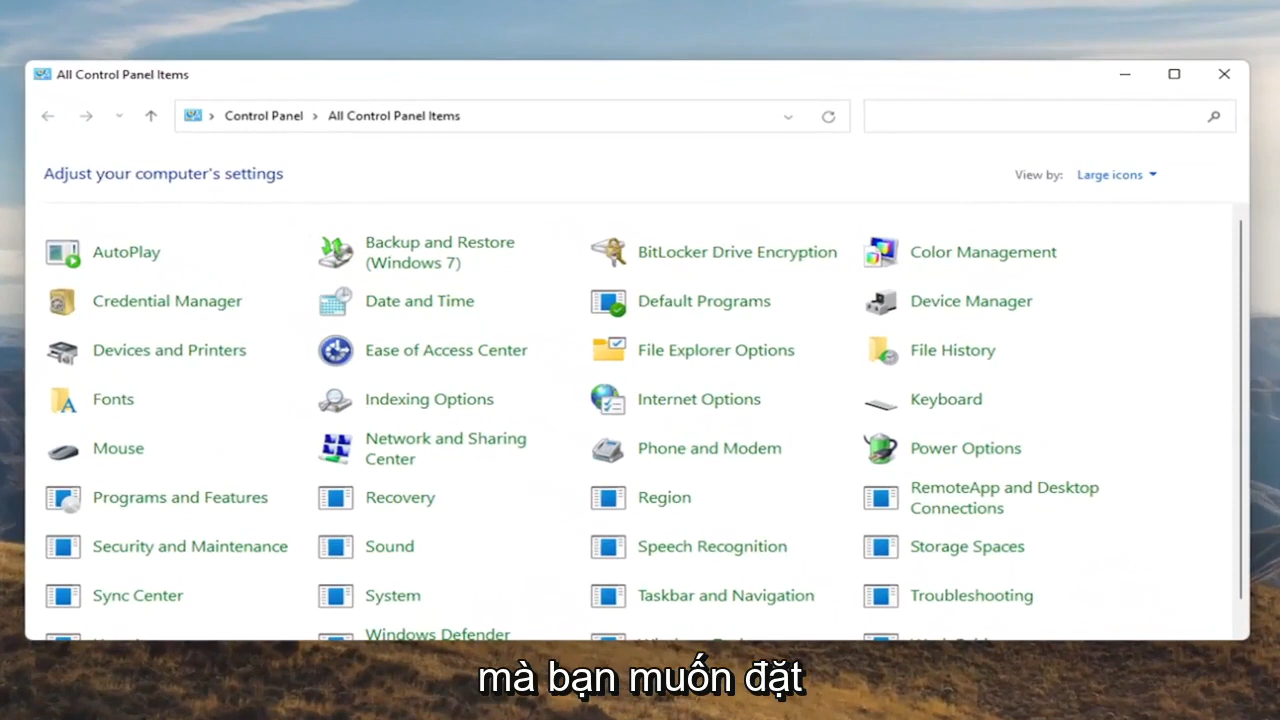 All Control Panel Items
Control Panel > All Control Panel Items
Adjust your computer's settings
View by: Large icons
AutoPlay
Backup and Restore
(Windows 7)
BitLocker Drive Encryption
Color Management
Credential Manager
Date and Time
Default Programs
Device Manager
Devices and Printers
Ease of Access Center
File Explorer Options
File History
Fonts
Indexing Options
Internet Options
Keyboard
Mouse
Network and Sharing
Center
Phone and Modem
Power Options
Programs and Features
Recovery
Region
RemoteApp and Desktop
Connections
Security and Maintenance
Sound
Speech Recognition
Storage Spaces
Sync Center
System
Taskbar and Navigation
Troubleshooting
Windows Defender
mà bạn muốn đặt